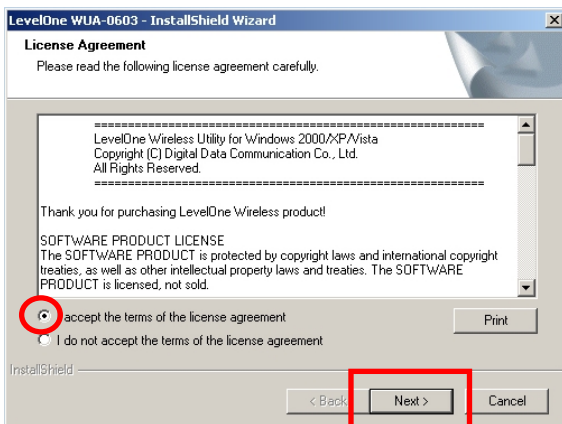 LevelOne WUA-0603 - InstallShield Wizard
License Agreement
Please read the following license agreement carefully.
============================================================
LevelOne Wireless Utility for Windows 2000/XP/Vista
Copyright (C) Digital Data Communication Co., Ltd.
All Rights Reserved.
============================================================
Thank you for purchasing LevelOne Wireless product!
SOFTWARE PRODUCT LICENSE
The SOFTWARE PRODUCT is protected by copyright laws and international copyright
treaties, as well as other intellectual property laws and treaties. The SOFTWARE
PRODUCT is licensed, not sold.
accept the terms of the license agreement
Print
I do not accept the terms of the license agreement
InstallShield
< Back
Next >
Cancel